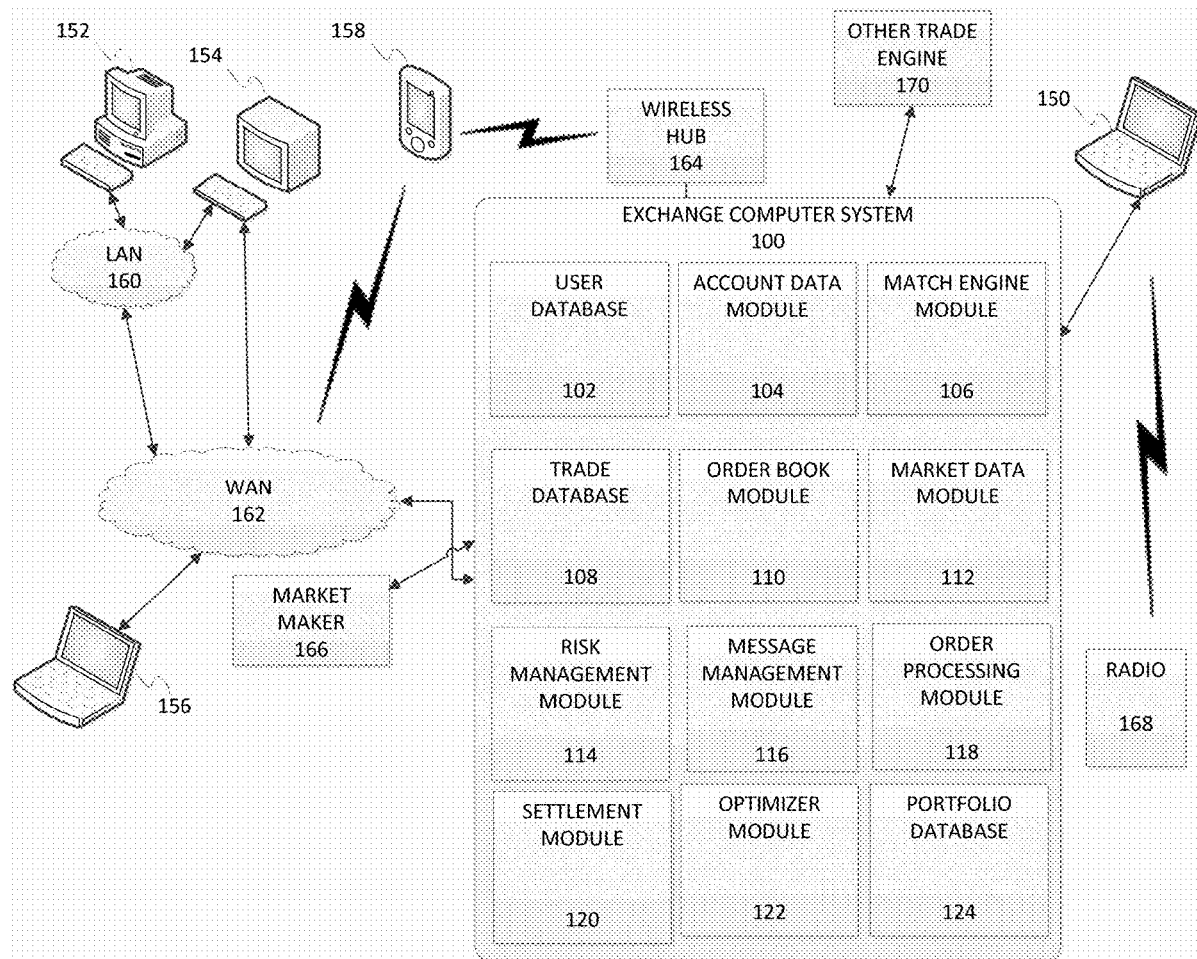 152
154
158
OTHER TRADE
ENGINE
170
WIRELESS
HUB
164
150
LAN
160
EXCHANGE COMPUTER SYSTEM
100
USER
DATABASE
102
ACCOUNT DATA
MODULE
104
MATCH ENGINE
MODULE
106
WAN
162
TRADE
DATABASE
108
ORDER BOOK
MODULE
110
MARKET DATA
MODULE
112
MARKET
MAKER
166
156
RISK
MANAGEMENT
MODULE
114
MESSAGE
MANAGEMENT
MODULE
116
ORDER
PROCESSING
MODULE
118
RADIO
168
SETTLEMENT
MODULE
120
OPTIMIZER
MODULE
122
PORTFOLIO
DATABASE
124